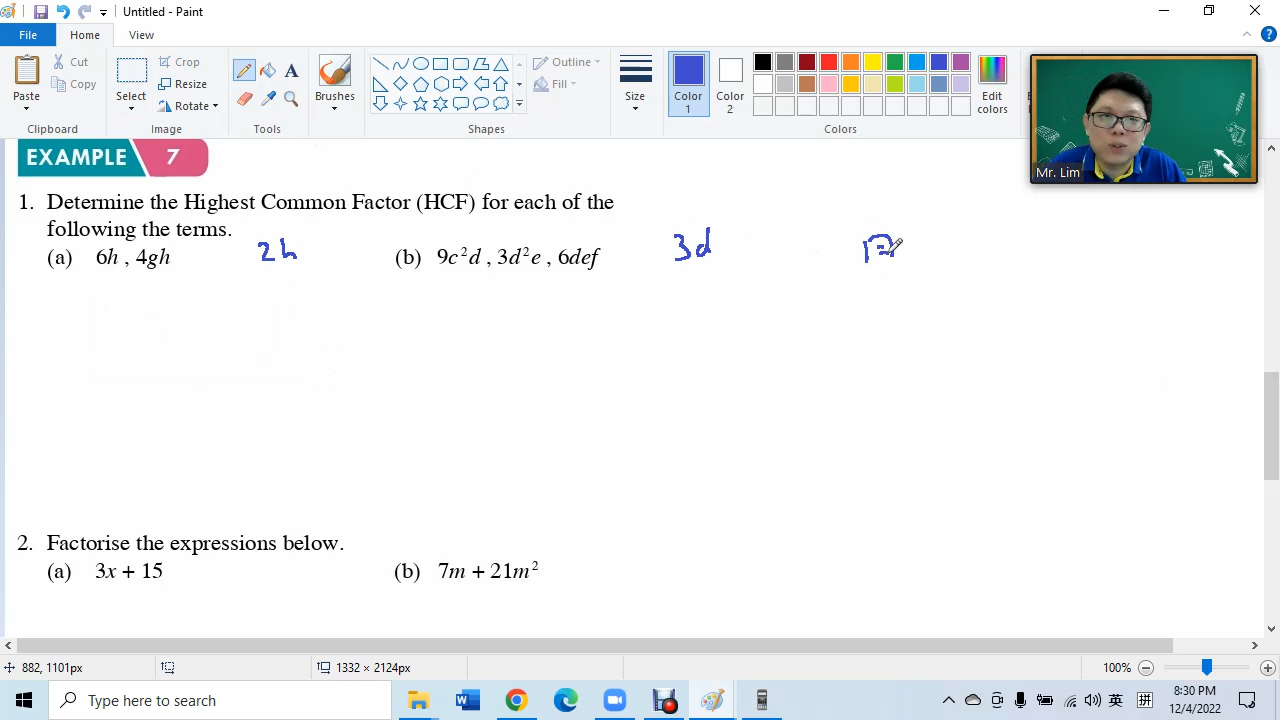 Untitled - Paint
File Home View
Paste Cut Copy Select Crop Resize Rotate Brushes Outline Fill Size Color 1 Color 2 Edit colors
Clipboard Image Tools Shapes Colors
Mr. Lim
EXAMPLE 7
1. Determine the Highest Common Factor (HCF) for each of the
following the terms.
(a) 6h , 4gh 2h (b) 9c²d , 3d²e , 6def 3d
2. Factorise the expressions below.
(a) 3x + 15 (b) 7m + 21m²
882, 1101px 1332 × 2124px 100%
Type here to search 英 拼 8:30 PM
12/4/2022